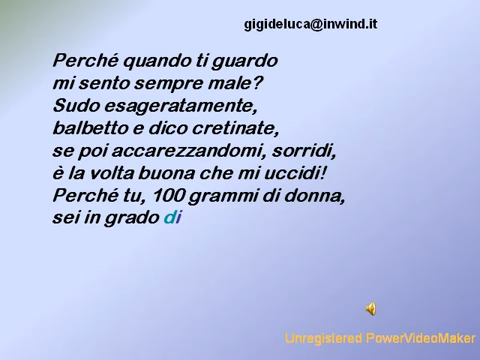 gigideluca@inwind.it
Perché quando ti guardo
mi sento sempre male?
Sudo esageratamente,
balbetto e dico cretinate,
se poi accarezzandomi, sorridi,
è la volta buona che mi uccidi!
Perché tu, 100 grammi di donna,
sei in grado di
Unregistered PowerVideoMaker